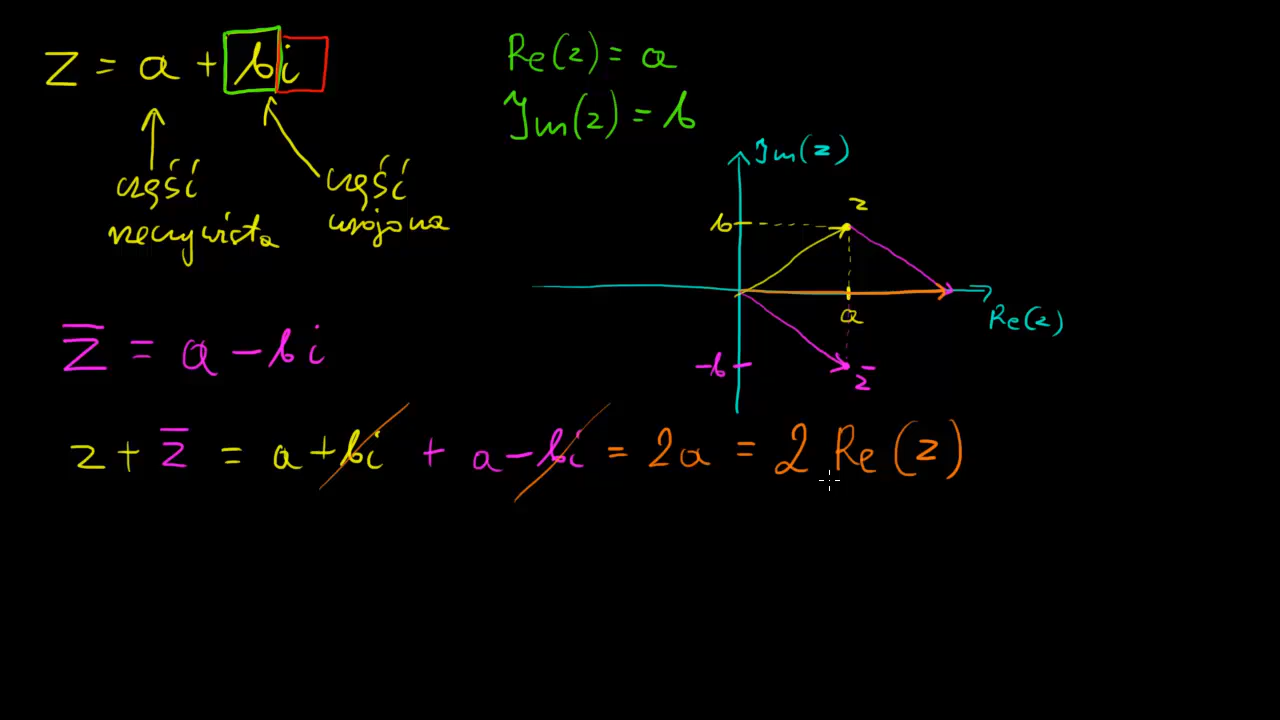 z = a + bi
część
rzeczywista
część
urojona
Re(z) = a
Im(z) = b
Im(z)
b
z
a
Re(z)
-b
z̄
z̄ = a - bi
z + z̄ = a + bi + a - bi = 2a = 2 Re(z)